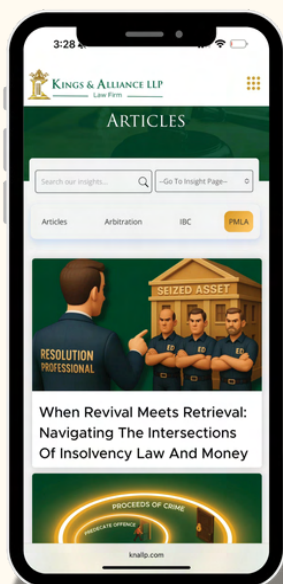 3:28
KINGS & ALLIANCE LLP
Law Firm
ARTICLES
Search our insights...
--Go To Insight Page--
Articles
Arbitration
IBC
PMLA
SEIZED ASSET
RESOLUTION
PROFESSIONAL
ED
ED
ED
When Revival Meets Retrieval:
Navigating The Intersections
Of Insolvency Law And Money
PROCEEDS OF CRIME
PREDICATE OFFENCE
knallp.com